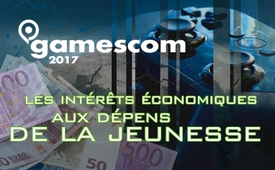 gamescom
2017
LES INTÉRÊTS ÉCONOMIQUES
AUX DÉPENS
DE LA JEUNESSE